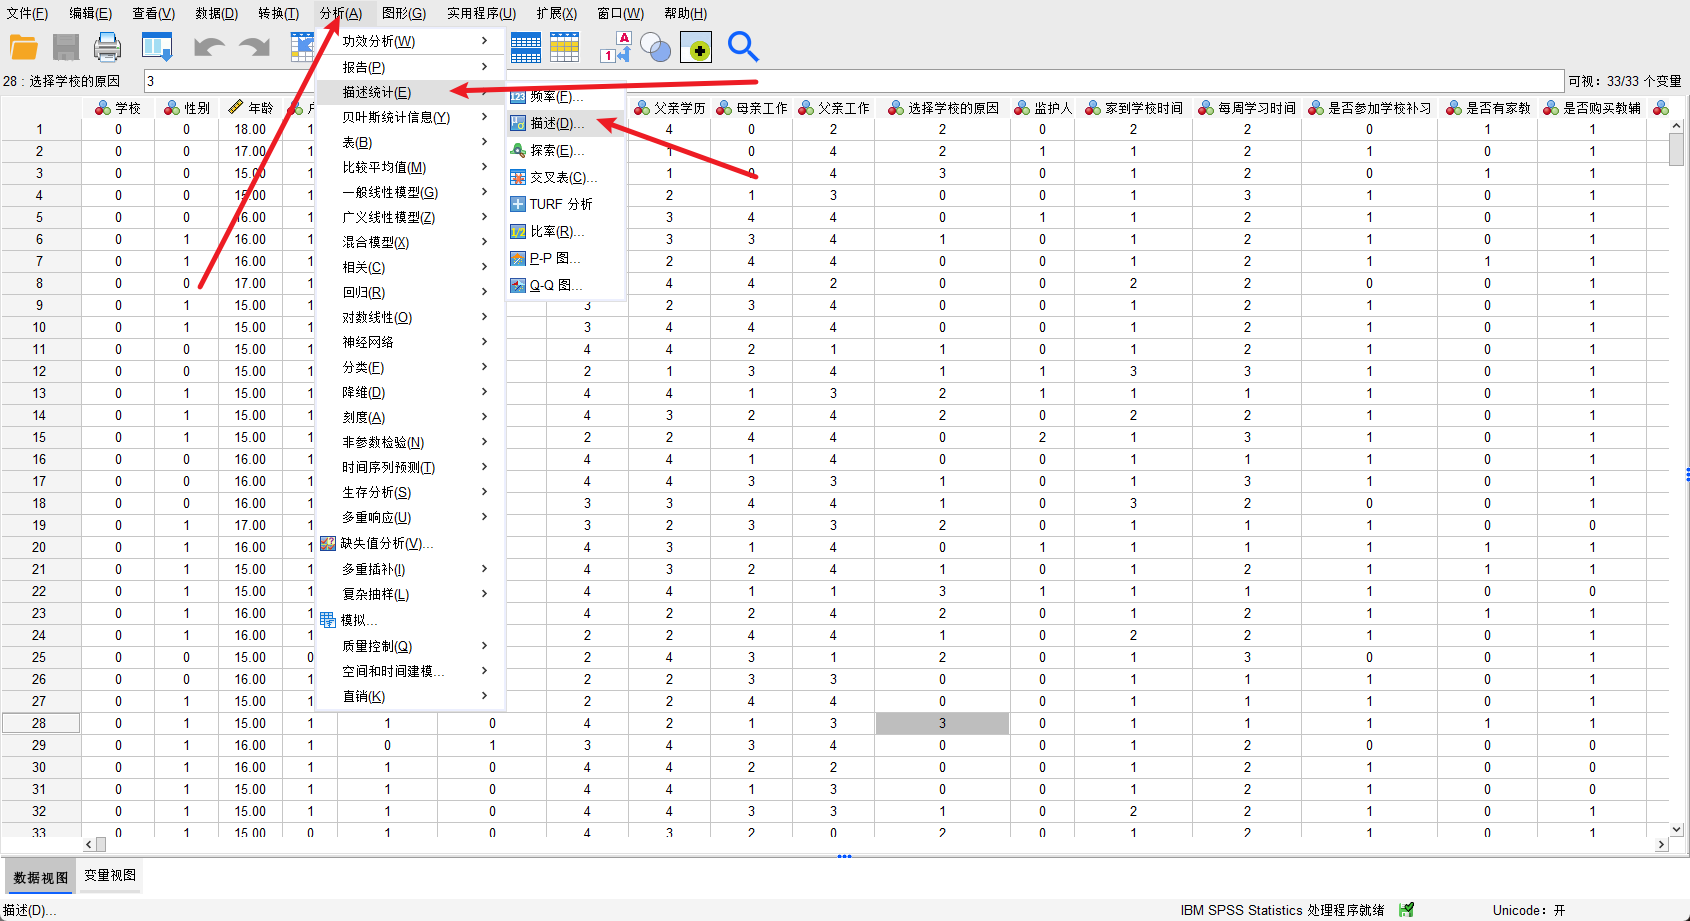 文件(F) 编辑(E) 查看(V) 数据(D) 转换(T) 分析(A) 图形(G) 实用程序(U) 扩展(X) 窗口(W) 帮助(H)
28 : 选择学校的原因 3 可视: 33/33 个变量
学校 性别 年龄 父亲学历 母亲工作 父亲工作 选择学校的原因 监护人 家到学校时间 每周学习时间 是否参加学校补习 是否有家教 是否购买教辅
功效分析(W)
报告(P)
描述统计(E)
贝叶斯统计信息(Y)
表(B)
比较平均值(M)
一般线性模型(G)
广义线性模型(Z)
混合模型(X)
相关(C)
回归(R)
对数线性(O)
神经网络
分类(F)
降维(D)
刻度(A)
非参数检验(N)
时间序列预测(T)
生存分析(S)
多重响应(U)
缺失值分析(V)...
多重插补(I)
复杂抽样(L)
模拟...
质量控制(Q)
空间和时间建模...
直销(K)
频率(F)...
描述(D)...
探索(E)...
交叉表(C)...
TURF 分析
比率(R)...
P-P 图...
Q-Q 图...
1 0 0 18.00 1 4 0 2 2 0 2 2 0 1 1
2 0 0 17.00 1 1 0 4 2 1 1 2 1 0 1
3 0 0 15.00 1 1 0 4 3 0 1 2 0 1 1
4 0 0 15.00 1 2 1 3 0 0 1 3 1 0 1
5 0 0 16.00 1 3 4 4 0 1 1 2 1 0 1
6 0 1 16.00 1 3 3 4 1 0 1 2 1 0 1
7 0 1 16.00 1 2 4 4 0 0 1 2 1 1 1
8 0 0 17.00 1 4 4 2 0 0 2 2 0 0 1
9 0 1 15.00 1 3 2 3 4 0 0 1 2 1 0 1
10 0 1 15.00 1 3 4 4 4 0 0 1 2 1 0 1
11 0 0 15.00 1 4 4 2 1 1 0 1 2 1 0 1
12 0 0 15.00 1 2 1 3 4 1 1 3 3 1 0 1
13 0 1 15.00 1 4 4 1 3 2 1 1 1 1 0 1
14 0 1 15.00 1 4 3 2 4 2 0 2 2 1 0 1
15 0 1 15.00 1 2 2 4 4 0 2 1 3 1 0 1
16 0 0 16.00 1 4 4 1 4 0 0 1 1 1 0 1
17 0 0 16.00 1 4 4 3 3 1 0 1 3 1 0 1
18 0 0 16.00 1 3 3 4 4 1 0 3 2 0 0 1
19 0 1 17.00 1 3 2 3 3 2 0 1 1 1 0 0
20 0 1 16.00 1 4 3 1 4 0 1 1 1 1 1 1
21 0 1 15.00 1 4 3 2 4 1 0 1 2 1 1 1
22 0 1 15.00 1 4 4 1 1 3 1 1 1 1 0 0
23 0 1 16.00 1 4 2 2 4 2 0 1 2 1 1 1
24 0 1 16.00 1 2 2 4 4 1 0 2 2 1 0 1
25 0 0 15.00 0 2 4 3 1 2 0 1 3 0 0 1
26 0 0 16.00 1 2 2 3 3 0 0 1 1 1 0 1
27 0 1 15.00 1 2 2 4 4 0 0 1 1 1 0 1
28 0 1 15.00 1 1 0 4 2 1 3 3 0 1 1 1 1 1
29 0 1 16.00 1 0 1 3 4 3 4 0 0 1 2 0 0 0
30 0 1 16.00 1 1 0 4 4 2 2 0 0 1 2 1 0 0
31 0 1 15.00 1 1 0 4 4 1 3 0 0 1 2 1 0 0
32 0 1 15.00 1 1 0 4 4 3 3 1 0 2 2 1 0 1
33 0 1 15.00 0 1 0 4 3 2 0 2 0 1 2 1 0 1
数据视图 变量视图
描述(D)... IBM SPSS Statistics 处理程序就绪 Unicode: 开